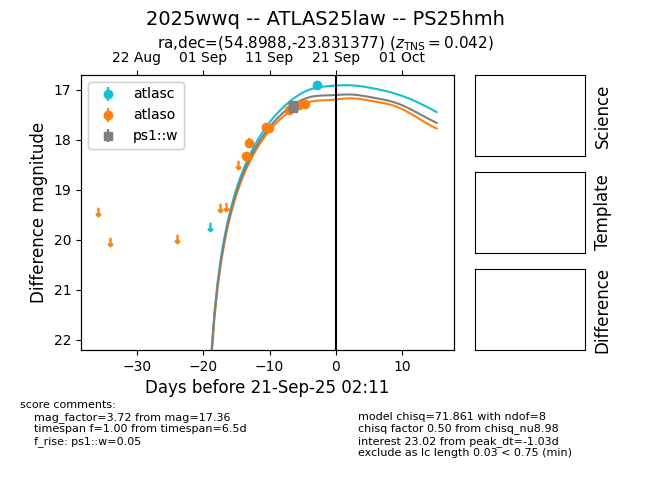 2025wwq -- ATLAS25law -- PS25hmh
ra,dec=(54.8988,-23.831377) (z_TNS = 0.042)
22 Aug 01 Sep 11 Sep 21 Sep 01 Oct
atlasc
atlaso
ps1::w
17
18
19
20
21
22
Difference magnitude
−30 −20 −10 0 10
Days before 21-Sep-25 02:11
Science
Template
Difference
score comments:
mag_factor=3.72 from mag=17.36
timespan f=1.00 from timespan=6.5d
f_rise: ps1::w=0.05
model chisq=71.861 with ndof=8
chisq factor 0.50 from chisq_nu8.98
interest 23.02 from peak_dt=-1.03d
exclude as lc length 0.03 < 0.75 (min)